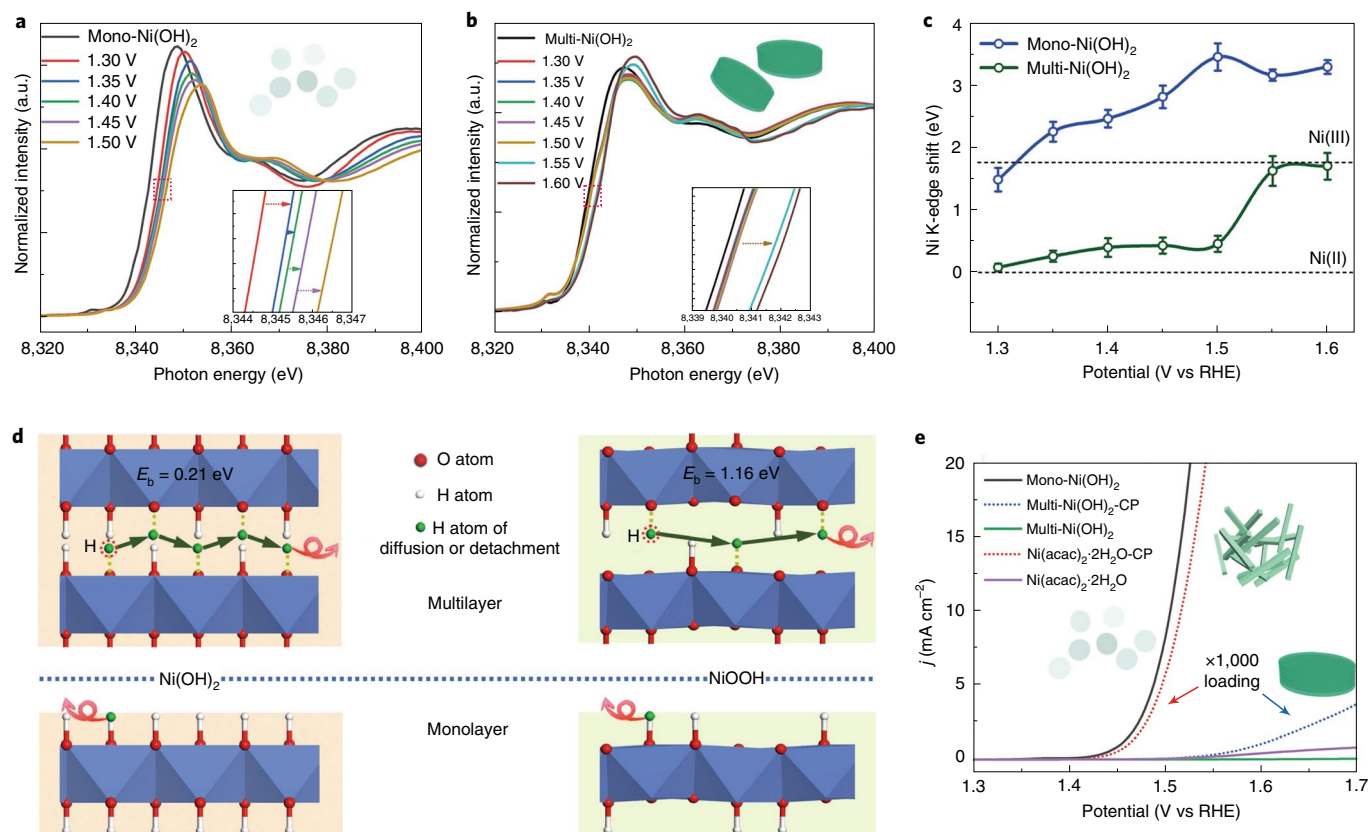 a
Mono-Ni(OH)2
1.30 V
1.35 V
1.40 V
1.45 V
1.50 V
Normalized intensity (a.u.)
8,344 8,345 8,346 8,347
8,320 8,340 8,360 8,380 8,400
Photon energy (eV)
b
Multi-Ni(OH)2
1.30 V
1.35 V
1.40 V
1.45 V
1.50 V
1.55 V
1.60 V
Normalized intensity (a.u.)
8,339 8,340 8,341 8,342 8,343
8,320 8,340 8,360 8,380 8,400
Photon energy (eV)
c
Mono-Ni(OH)2
Multi-Ni(OH)2
Ni K-edge shift (eV)
4
3
2
1
0
Ni(III)
Ni(II)
1.3 1.4 1.5 1.6
Potential (V vs RHE)
d
Eb = 0.21 eV
H
O atom
H atom
H atom of
diffusion or detachment
Eb = 1.16 eV
H
Multilayer
Ni(OH)2
NiOOH
Monolayer
e
Mono-Ni(OH)2
Multi-Ni(OH)2-CP
Multi-Ni(OH)2
Ni(acac)2·2H2O-CP
Ni(acac)2·2H2O
j (mA cm−2)
20
15
10
5
0
×1,000
loading
1.3 1.4 1.5 1.6 1.7
Potential (V vs RHE)